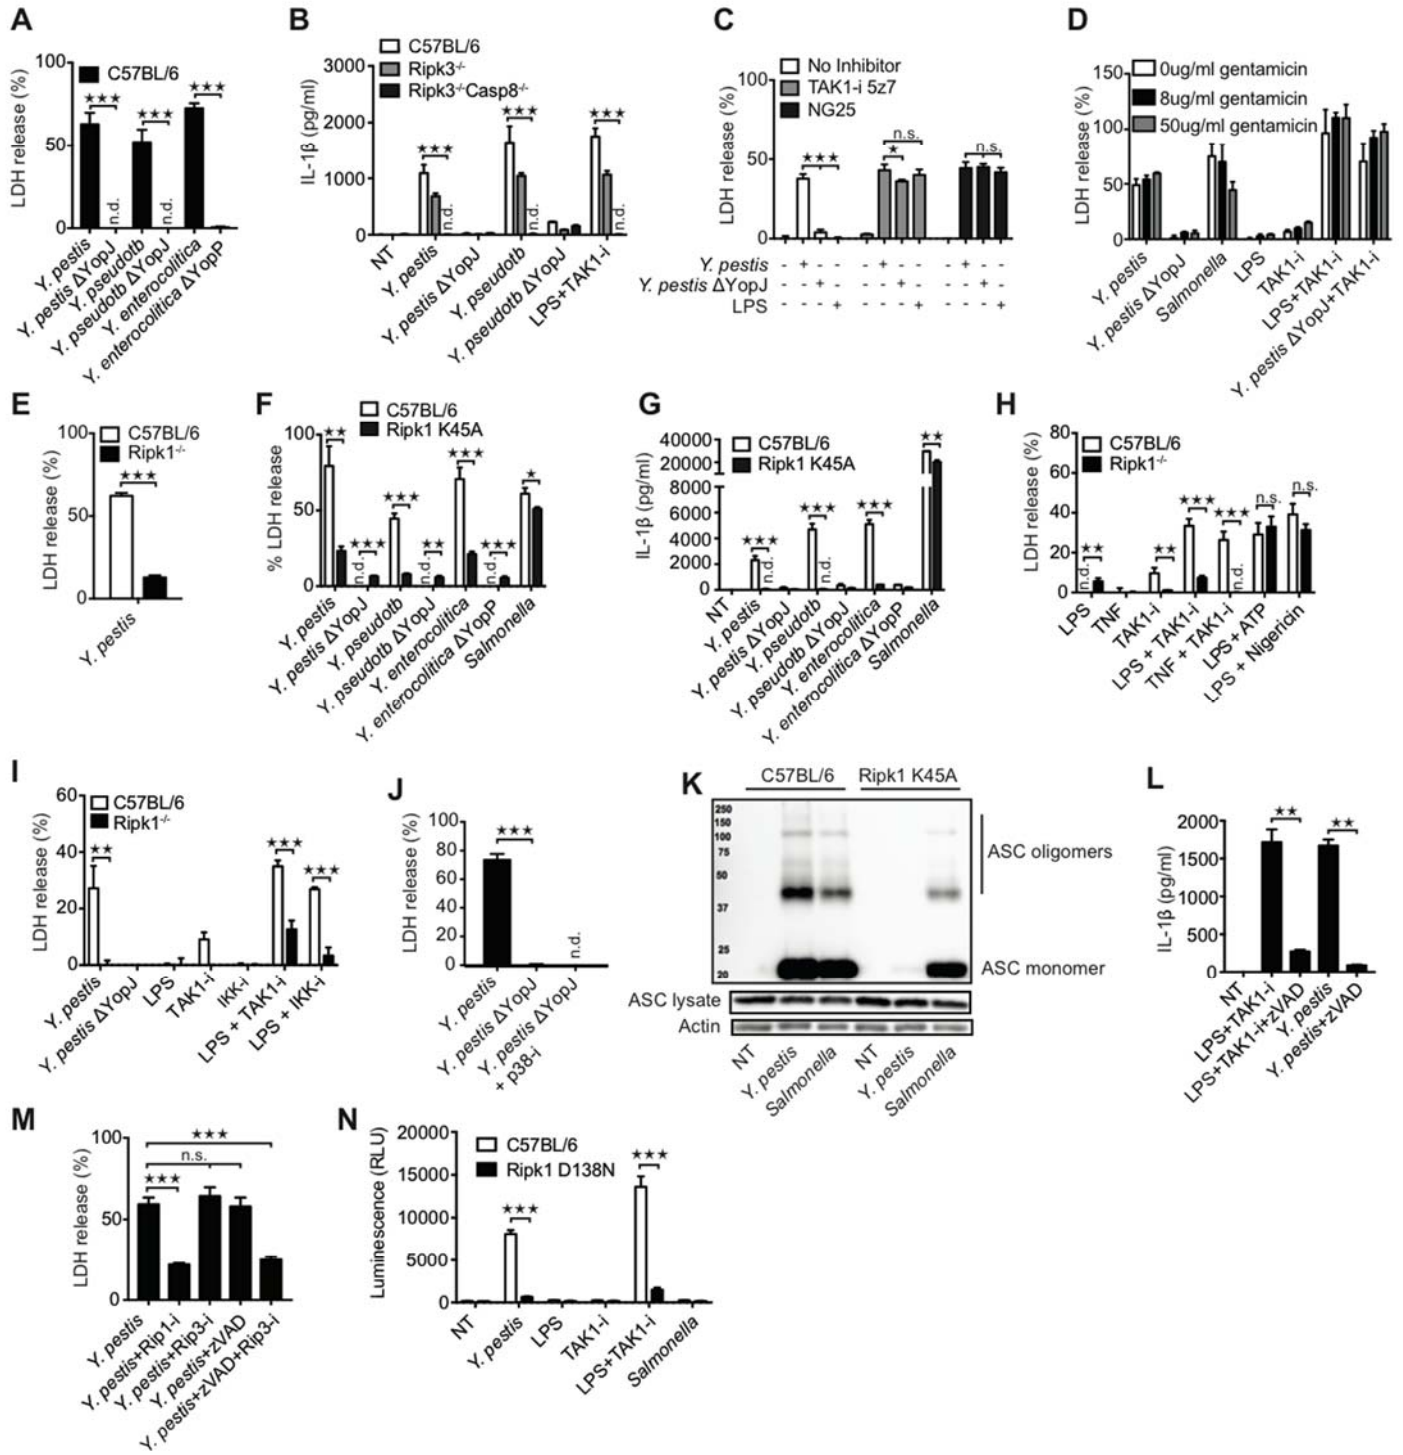 A
LDH release (%)
100
50
0
C57BL/6
★★★
★★★
★★★
n.d.
n.d.
Y. pestis
Y. pestis ΔYopJ
Y. pseudotb
Y. pseudotb ΔYopJ
Y. enterocolitica
Y. enterocolitica ΔYopP
B
IL-1β (pg/ml)
3000
2000
1000
0
C57BL/6
Ripk3-/-
Ripk3-/-Casp8-/-
★★★
★★★
★★★
n.d.
n.d.
n.d.
NT
Y. pestis
Y. pestis ΔYopJ
Y. pseudotb
Y. pseudotb ΔYopJ
LPS+TAK1-i
C
LDH release (%)
100
50
0
No Inhibitor
TAK1-i 5z7
NG25
★★★
★
n.s.
n.s.
Y. pestis - + - - - + - - - + - -
Y. pestis ΔYopJ - - + - - - + - - - + -
LPS - - - + - - - + - - - +
D
LDH release (%)
150
100
50
0
0ug/ml gentamicin
8ug/ml gentamicin
50ug/ml gentamicin
Y. pestis
Y. pestis ΔYopJ
Salmonella
LPS
TAK1-i
LPS+TAK1-i
Y. pestis ΔYopJ+TAK1-i
E
LDH release (%)
100
50
0
C57BL/6
Ripk1-/-
★★★
Y. pestis
F
% LDH release
100
50
0
C57BL/6
Ripk1 K45A
★★
★★★
★★★
★★
★★★
★★★
★
n.d.
n.d.
n.d.
Y. pestis
Y. pestis ΔYopJ
Y. pseudotb
Y. pseudotb ΔYopJ
Y. enterocolitica
Y. enterocolitica ΔYopP
Salmonella
G
IL-1β (pg/ml)
40000
20000
8000
6000
4000
2000
0
C57BL/6
Ripk1 K45A
★★★
★★★
★★★
★★
n.d.
n.d.
NT
Y. pestis
Y. pestis ΔYopJ
Y. pseudotb
Y. pseudotb ΔYopJ
Y. enterocolitica
Y. enterocolitica ΔYopP
Salmonella
H
LDH release (%)
80
60
40
20
0
C57BL/6
Ripk1-/-
★★
★★
★★★
★★★
n.s.
n.s.
n.d.
n.d.
LPS
TNF
TAK1-i
LPS + TAK1-i
TNF + TAK1-i
LPS + ATP
LPS + Nigericin
I
LDH release (%)
60
40
20
0
C57BL/6
Ripk1-/-
★★
★★★
★★★
Y. pestis
Y. pestis ΔYopJ
LPS
TAK1-i
IKK-i
LPS + TAK1-i
LPS + IKK-i
J
LDH release (%)
100
80
60
40
20
0
★★★
n.d.
Y. pestis
Y. pestis ΔYopJ
Y. pestis ΔYopJ
+ p38-i
K
C57BL/6 Ripk1 K45A
250
150
100
75
50
37
25
20
ASC oligomers
ASC monomer
ASC lysate
Actin
NT
Y. pestis
Salmonella
NT
Y. pestis
Salmonella
L
IL-1β (pg/ml)
2000
1500
1000
500
0
★★
★★
NT
LPS+TAK1-i
LPS+TAK1-i+zVAD
Y. pestis
Y. pestis+zVAD
M
LDH release (%)
100
50
0
★★★
n.s.
★★★
Y. pestis
Y. pestis+Rip1-i
Y. pestis+Rip3-i
Y. pestis+zVAD
Y. pestis+zVAD+Rip3-i
N
Luminescence (RLU)
20000
15000
10000
5000
0
C57BL/6
Ripk1 D138N
★★★
★★★
NT
Y. pestis
LPS
TAK1-i
LPS+TAK1-i
Salmonella